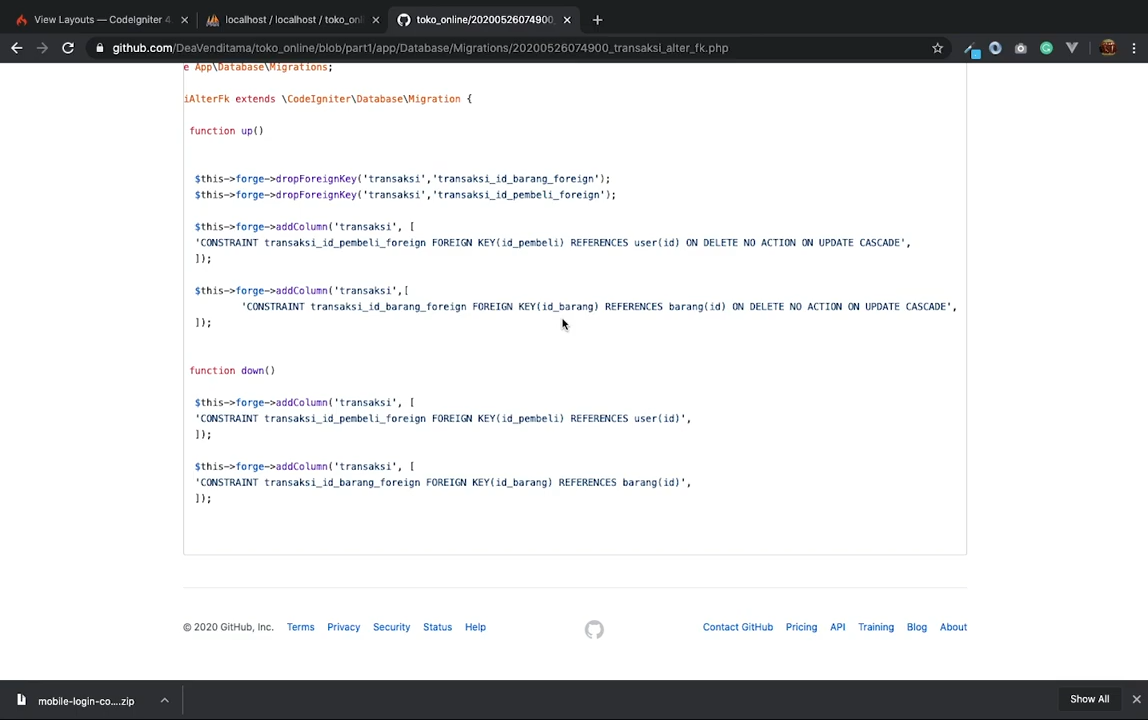 View Layouts — CodeIgniter 4.
localhost / localhost / toko_onl
toko_online/20200526074900_
github.com/DeaVenditama/toko_online/blob/part1/app/Database/Migrations/20200526074900_transaksi_alter_fk.php
e App\Database\Migrations;
iAlterFk extends \CodeIgniter\Database\Migration {
function up()
$this->forge->dropForeignKey('transaksi','transaksi_id_barang_foreign');
$this->forge->dropForeignKey('transaksi','transaksi_id_pembeli_foreign');
$this->forge->addColumn('transaksi', [
'CONSTRAINT transaksi_id_pembeli_foreign FOREIGN KEY(id_pembeli) REFERENCES user(id) ON DELETE NO ACTION ON UPDATE CASCADE',
]);
$this->forge->addColumn('transaksi',[
'CONSTRAINT transaksi_id_barang_foreign FOREIGN KEY(id_barang) REFERENCES barang(id) ON DELETE NO ACTION ON UPDATE CASCADE',
]);
function down()
$this->forge->addColumn('transaksi', [
'CONSTRAINT transaksi_id_pembeli_foreign FOREIGN KEY(id_pembeli) REFERENCES user(id)',
]);
$this->forge->addColumn('transaksi', [
'CONSTRAINT transaksi_id_barang_foreign FOREIGN KEY(id_barang) REFERENCES barang(id)',
]);
© 2020 GitHub, Inc. Terms Privacy Security Status Help Contact GitHub Pricing API Training Blog About
mobile-login-co....zip
Show All